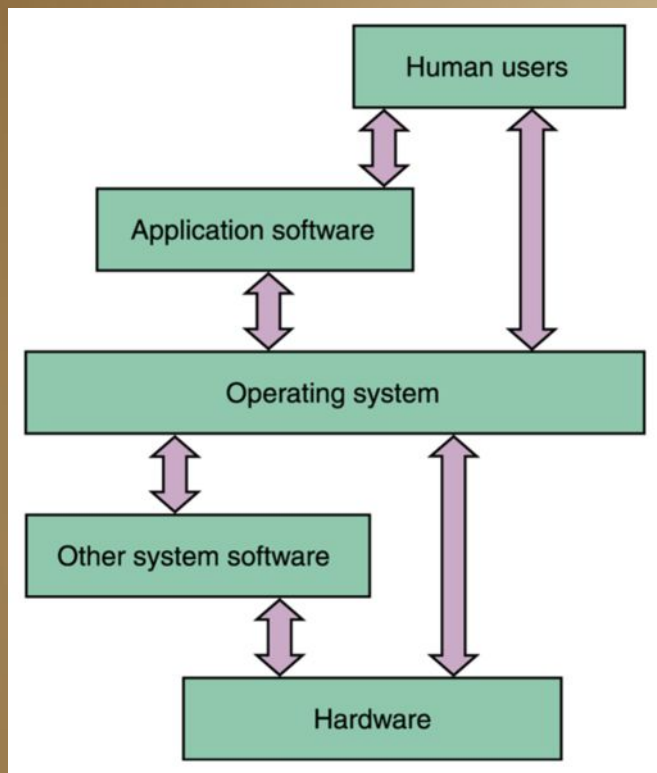 Human users
Application software
Operating system
Other system software
Hardware